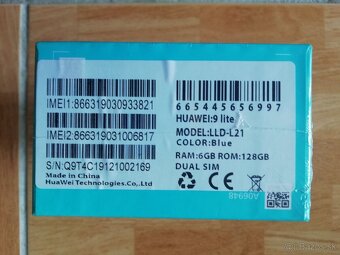 IMEI1:866319030933821
IMEI2:866319031006817
S/N:Q9T4C19121002169
Made in China
HuaWei Technologies.Co.,Ltd
665445656997
HUAWEI:9 lite
MODEL:LLD-L21
COLOR:Blue
RAM:6GB ROM:128GB
DUAL SIM
CE
A06948